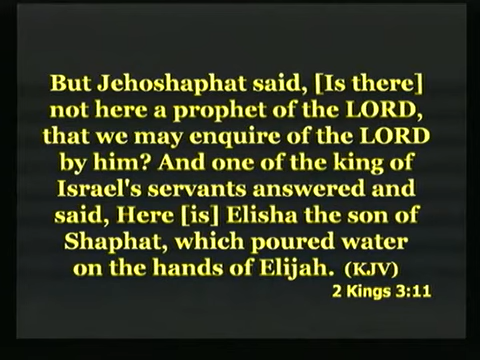 But Jehoshaphat said, [Is there]
not here a prophet of the LORD,
that we may enquire of the LORD
by him? And one of the king of
Israel's servants answered and
said, Here [is] Elisha the son of
Shaphat, which poured water
on the hands of Elijah. (KJV)
2 Kings 3:11